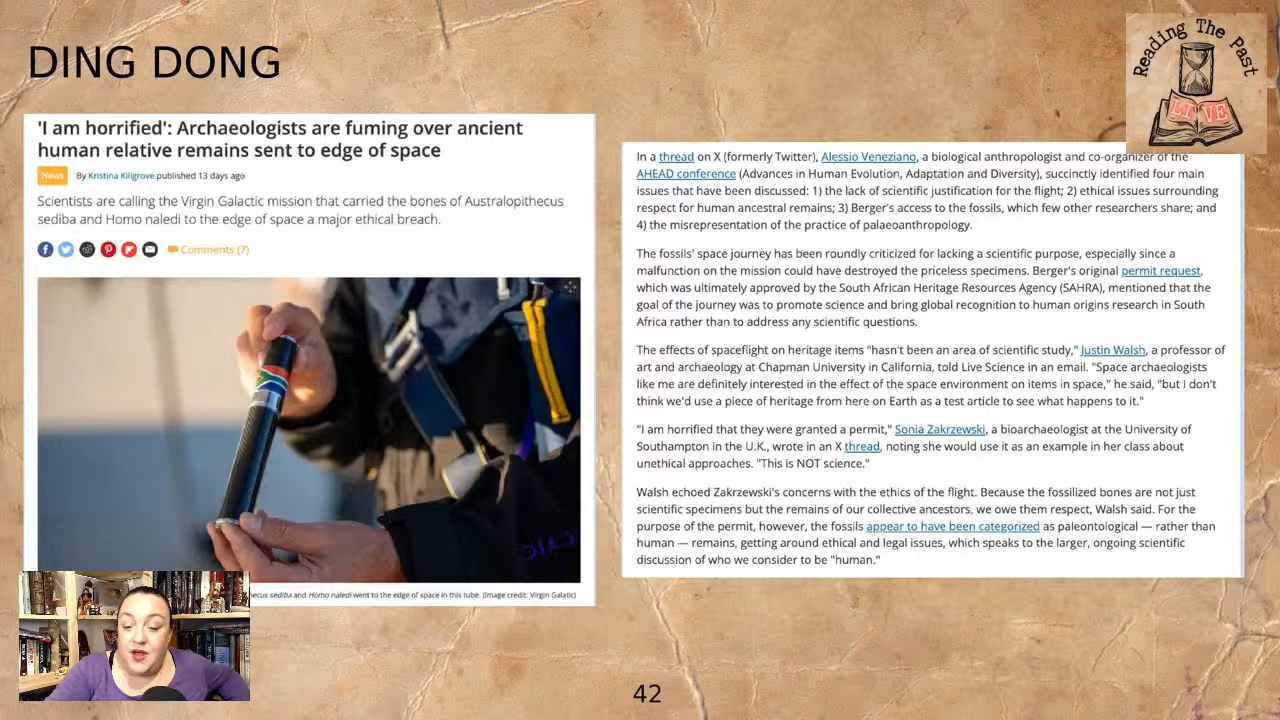 DING DONG
Reading The Past
LIVE
'I am horrified': Archaeologists are fuming over ancient
human relative remains sent to edge of space
News By Kristina Killgrove published 13 days ago
Scientists are calling the Virgin Galactic mission that carried the bones of Australopithecus
sediba and Homo naledi to the edge of space a major ethical breach.
Comments (7)
ecus sediba and Homo naledi went to the edge of space in this tube. (Image credit: Virgin Galatic)
In a thread on X (formerly Twitter), Alessio Veneziano, a biological anthropologist and co-organizer of the
AHEAD conference (Advances in Human Evolution, Adaptation and Diversity), succinctly identified four main
issues that have been discussed: 1) the lack of scientific justification for the flight; 2) ethical issues surrounding
respect for human ancestral remains; 3) Berger's access to the fossils, which few other researchers share; and
4) the misrepresentation of the practice of palaeoanthropology.
The fossils' space journey has been roundly criticized for lacking a scientific purpose, especially since a
malfunction on the mission could have destroyed the priceless specimens. Berger's original permit request,
which was ultimately approved by the South African Heritage Resources Agency (SAHRA), mentioned that the
goal of the journey was to promote science and bring global recognition to human origins research in South
Africa rather than to address any scientific questions.
The effects of spaceflight on heritage items "hasn't been an area of scientific study," Justin Walsh, a professor of
art and archaeology at Chapman University in California, told Live Science in an email. "Space archaeologists
like me are definitely interested in the effect of the space environment on items in space," he said, "but I don't
think we'd use a piece of heritage from here on Earth as a test article to see what happens to it."
"I am horrified that they were granted a permit," Sonia Zakrzewski, a bioarchaeologist at the University of
Southampton in the U.K., wrote in an X thread, noting she would use it as an example in her class about
unethical approaches. "This is NOT science."
Walsh echoed Zakrzewski's concerns with the ethics of the flight. Because the fossilized bones are not just
scientific specimens but the remains of our collective ancestors, we owe them respect, Walsh said. For the
purpose of the permit, however, the fossils appear to have been categorized as paleontological — rather than
human — remains, getting around ethical and legal issues, which speaks to the larger, ongoing scientific
discussion of who we consider to be "human."
42